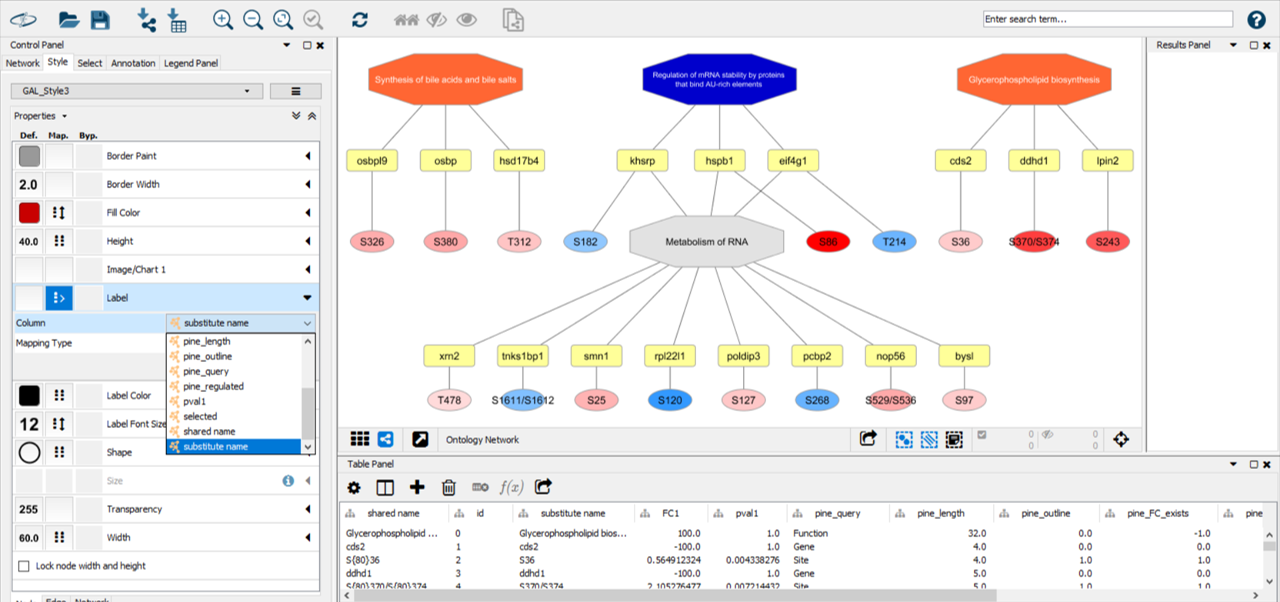 Enter search term...
Control Panel
Network Style Select Annotation Legend Panel
GAL_Style3
Properties
Def. Map. Byp.
Border Paint
2.0 Border Width
Fill Color
40.0 Height
Image/Chart 1
Label
Column substitute name
Mapping Type
pine_length
pine_outline
pine_query
pine_regulated
pval1
selected
shared name
substitute name
Label Color
12 Label Font Size
Shape
Size
255 Transparency
60.0 Width
Lock node width and height
Edge Network
Synthesis of bile acids and bile salts
Regulation of mRNA stability by proteins
that bind AU-rich elements
Glycerophospholipid biosynthesis
osbpl9 osbp hsd17b4 khsrp hspb1 eif4g1 cds2 ddhd1 lpin2
S326 S380 T312 S182 Metabolism of RNA S86 T214 S36 S370/S374 S243
xrn2 tnks1bp1 smn1 rpl22l1 poldip3 pcbp2 nop56 bysl
T478 S1611/S1612 S25 S120 S127 S268 S529/S536 S97
Ontology Network
0 0
0 0
Results Panel
Table Panel
f(x)
shared name id substitute name FC1 pval1 pine_query pine_length pine_outline pine_FC_exists pine
Glycerophospholipid ... 0 Glycerophospholipid bios... 100.0 1.0 Function 32.0 0.0 -1.0
cds2 1 cds2 -100.0 1.0 Gene 4.0 0.0 0.0
S{80}36 2 S36 0.564912324 0.004338276 Site 4.0 1.0 1.0
ddhd1 3 ddhd1 -100.0 1.0 Gene 5.0 0.0 0.0
S{80}370/S{80}374 4 S370/S374 2.105276477 0.007214432 Site 5.0 1.0 1.0